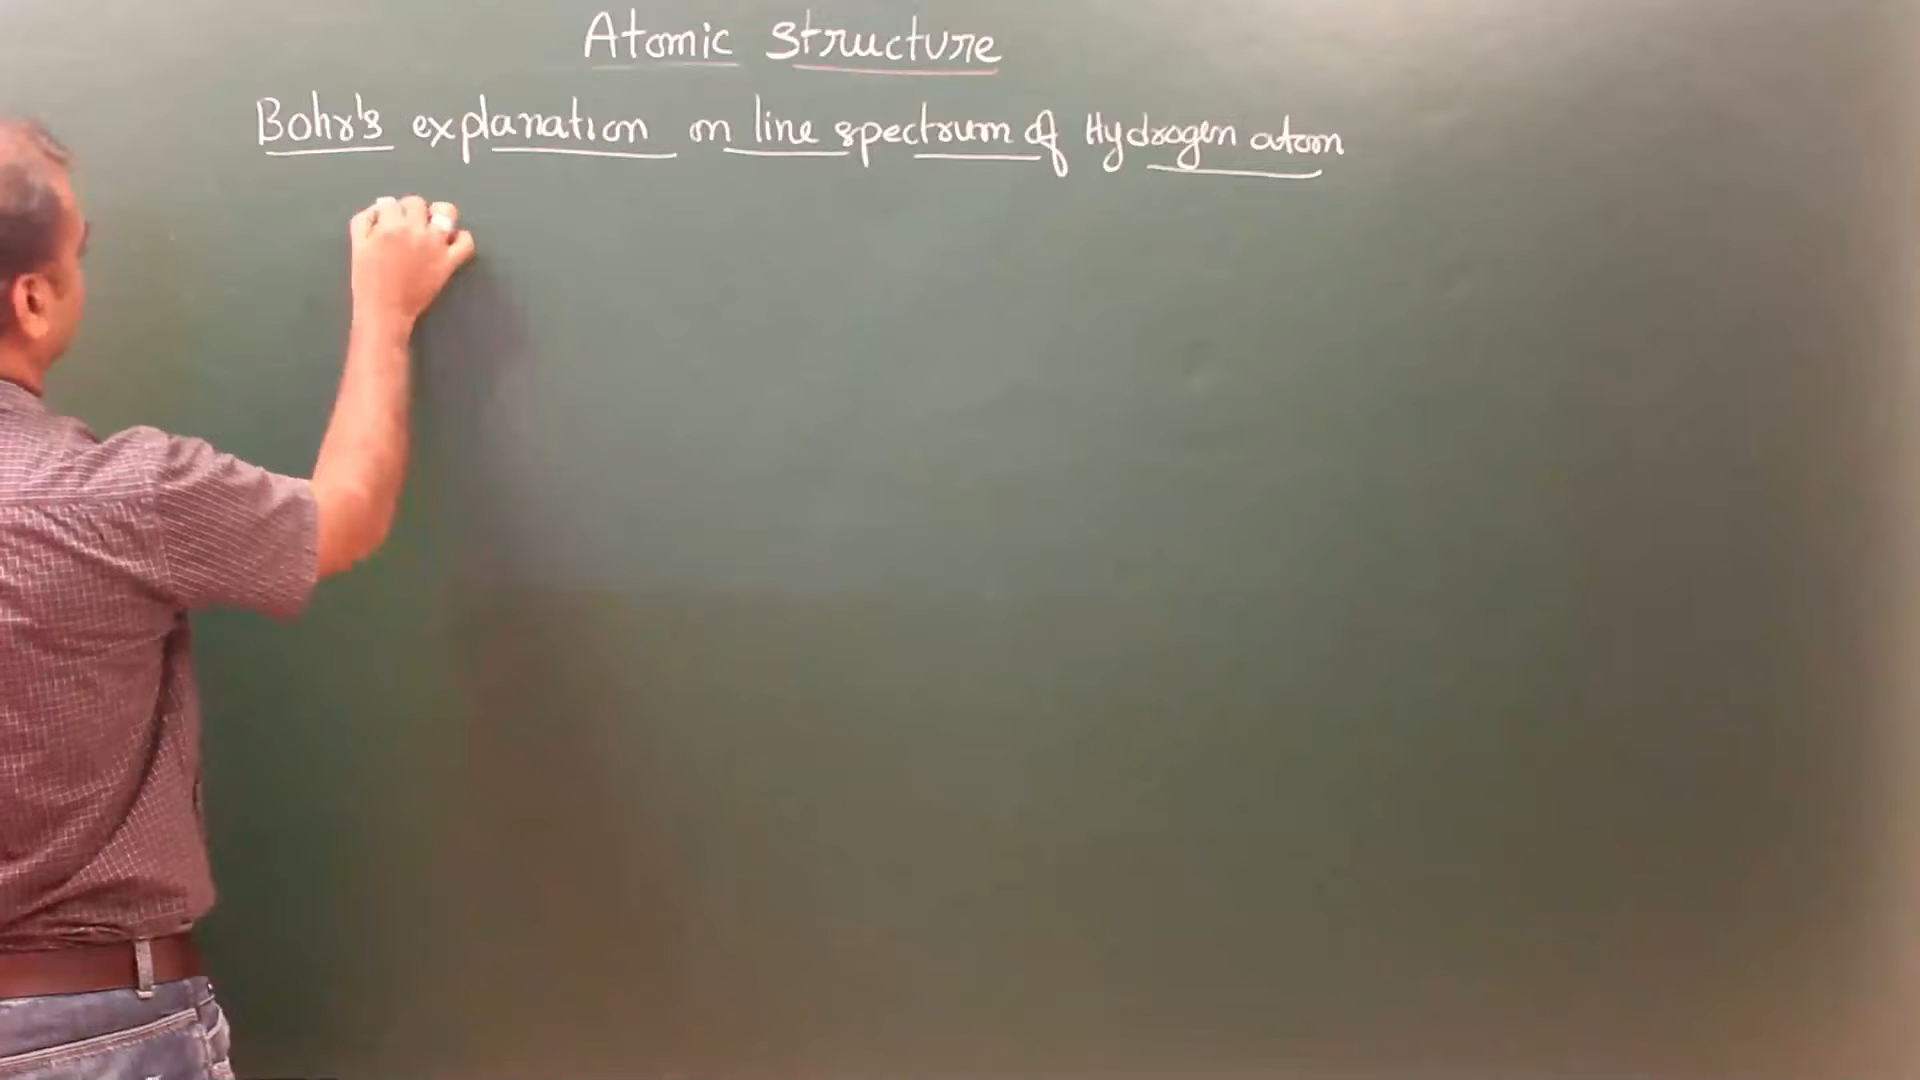 Atomic Structure
Bohr's explanation on line spectrum of Hydrogen atom